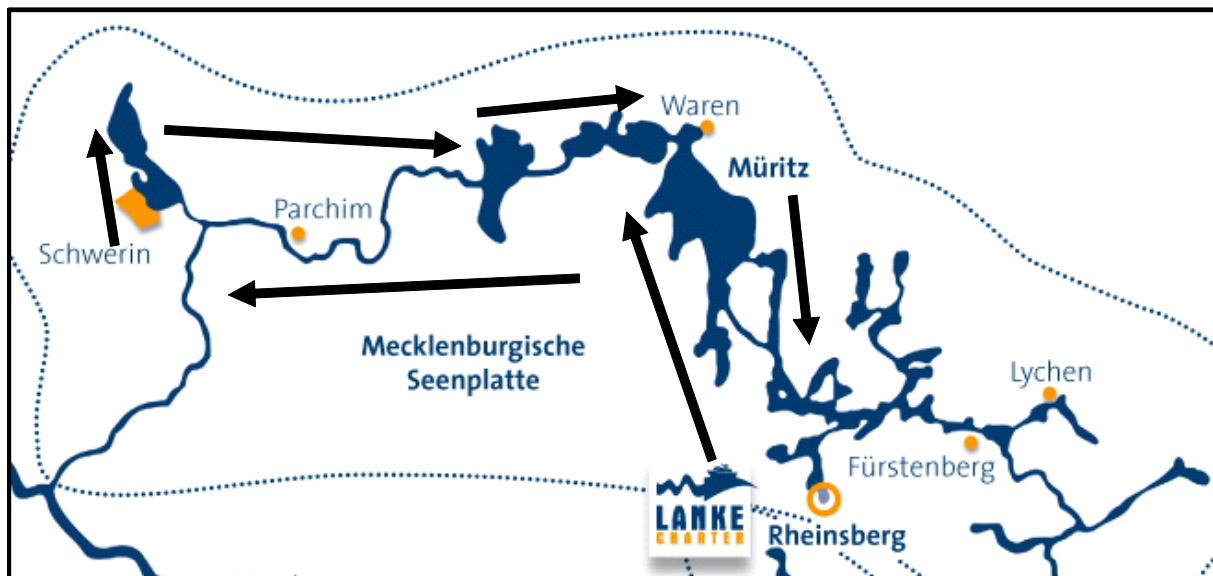 Waren
Müritz
Parchim
Schwerin
Mecklenburgische
Seenplatte
Lychen
Fürstenberg
LANKE
CHARTER
Rheinsberg